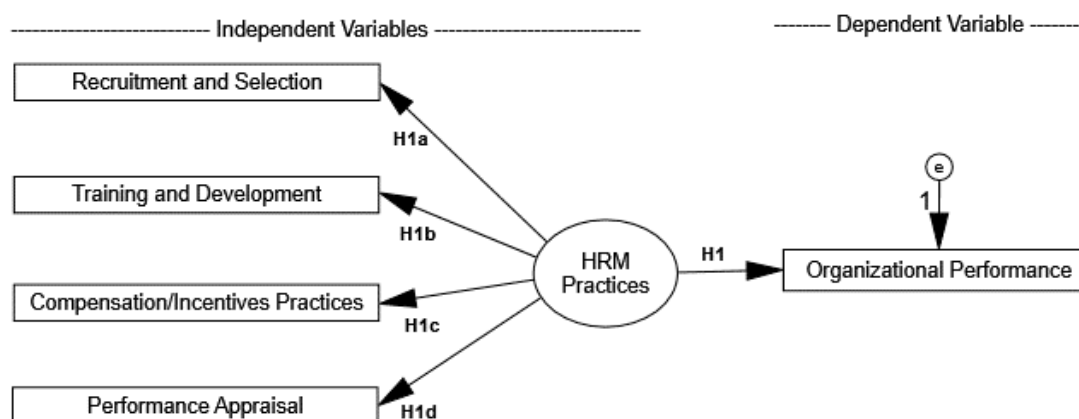 Independent Variables
Dependent Variable
Recruitment and Selection
H1a
Training and Development
H1b
HRM
Practices
H1
e
1
Organizational Performance
Compensation/Incentives Practices
H1c
Performance Appraisal
H1d